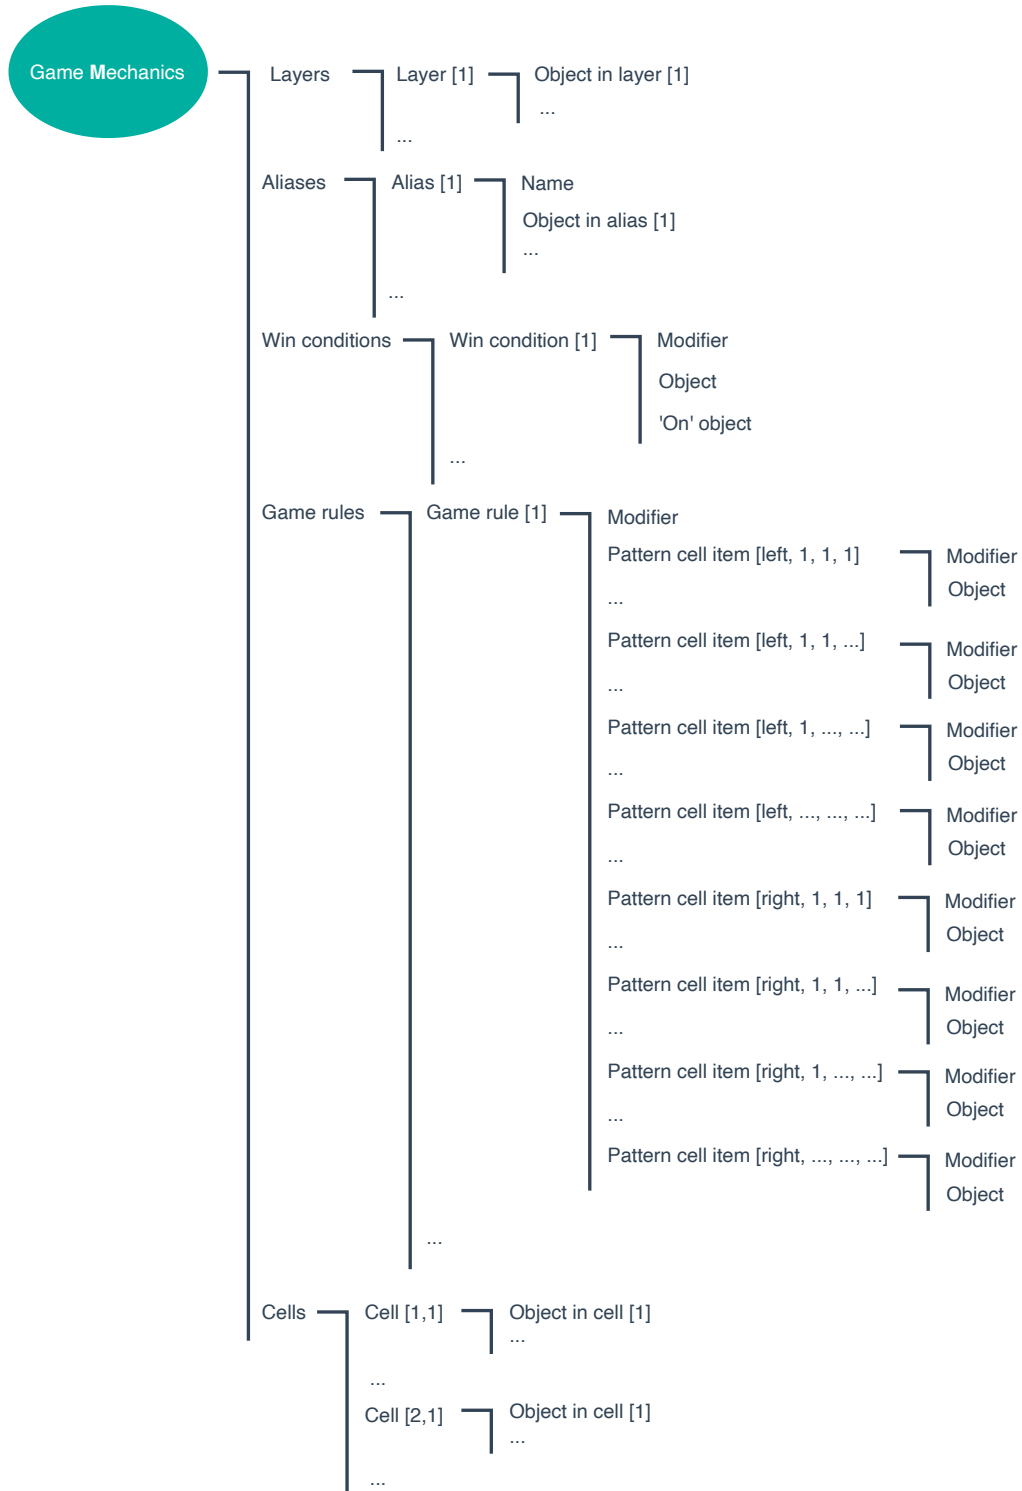 Game Mechanics
Layers
Layer [1]
Object in layer [1]
...
...
Aliases
Alias [1]
Name
Object in alias [1]
...
...
Win conditions
Win condition [1]
Modifier
Object
'On' object
...
Game rules
Game rule [1]
Modifier
Pattern cell item [left, 1, 1, 1]
Modifier
Object
...
Pattern cell item [left, 1, 1, ...]
Modifier
Object
...
Pattern cell item [left, 1, ..., ...]
Modifier
Object
...
Pattern cell item [left, ..., ..., ...]
Modifier
Object
...
Pattern cell item [right, 1, 1, 1]
Modifier
Object
...
Pattern cell item [right, 1, 1, ...]
Modifier
Object
...
Pattern cell item [right, 1, ..., ...]
Modifier
Object
...
Pattern cell item [right, ..., ..., ...]
Modifier
Object
...
Cells
Cell [1,1]
Object in cell [1]
...
...
Cell [2,1]
Object in cell [1]
...
...